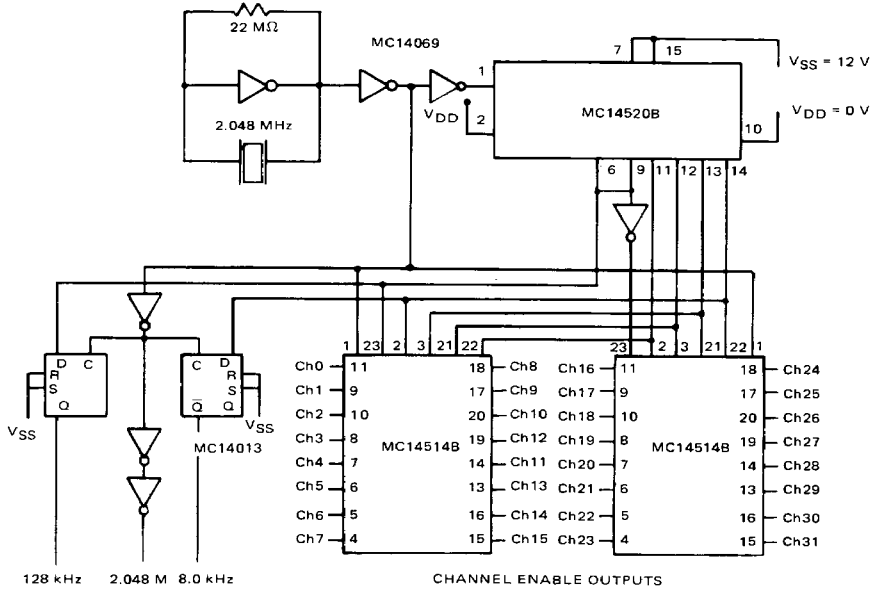 22 MΩ
MC14069
2.048 MHz
1
VDD
2
7
15
MC14520B
10
VSS = 12 V
VDD = 0 V
6
9
11
12
13
14
D
C
R
S
Q
VSS
C
D
R
S
Q̅
Q
VSS
MC14013
1
23
2
3
21
22
Ch0
11
Ch1
9
Ch2
10
Ch3
8
Ch4
7
Ch5
6
Ch6
5
Ch7
4
MC14514B
18
Ch8
17
Ch9
20
Ch10
19
Ch12
14
Ch11
13
Ch13
16
Ch14
15
Ch15
23
2
3
21
22
1
Ch16
11
Ch17
9
Ch18
10
Ch19
8
Ch20
7
Ch21
6
Ch22
5
Ch23
4
MC14514B
18
Ch24
17
Ch25
20
Ch26
19
Ch27
14
Ch28
13
Ch29
16
Ch30
15
Ch31
128 kHz
2.048 M
8.0 kHz
CHANNEL ENABLE OUTPUTS